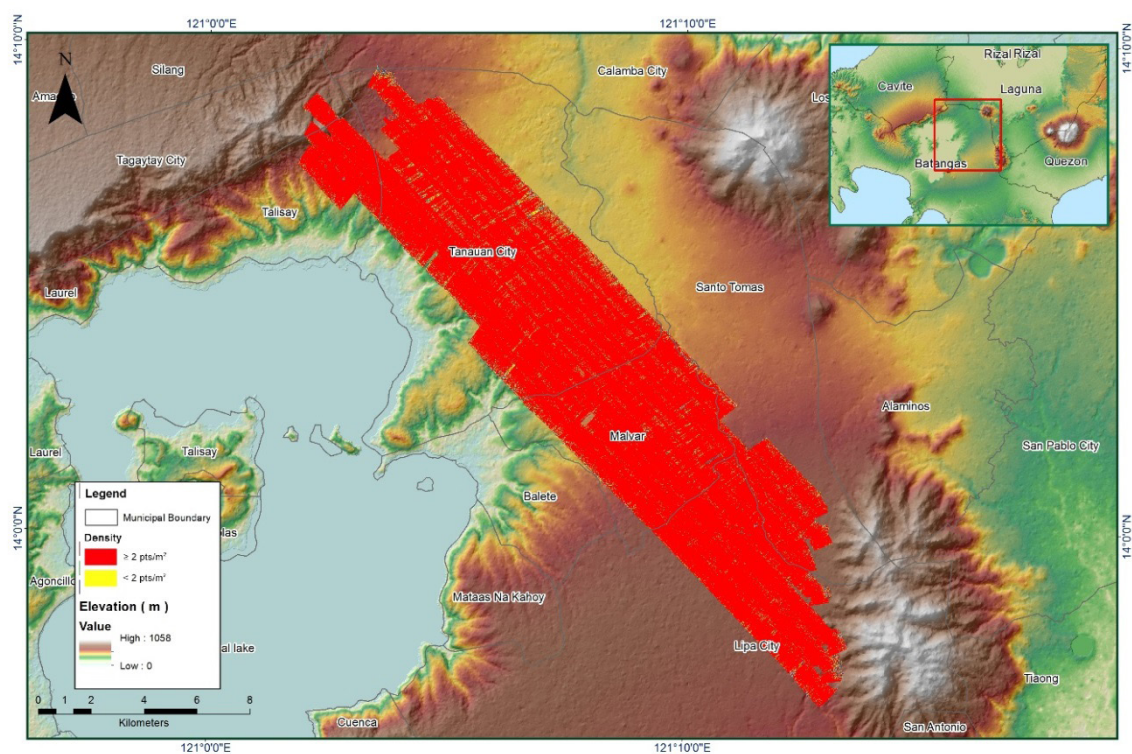 121°0'0"E
121°10'0"E
14°10'0"N
14°10'0"N
N
Silang
Calamba City
Los
Tagaytay City
Talisay
Tanauan City
Laurel
Santo Tomas
Rizal Rizal
Cavite
Laguna
Batangas
Quezon
Alaminos
Malvar
San Pablo City
Laurel
Talisay
Balete
Agoncillo
Mataas Na Kahoy
al lake
Lipa City
Tiaong
Cuenca
San Antonio
14°0'0"N
14°0'0"N
Legend
Municipal Boundary
Density
≥ 2 pts/m²
< 2 pts/m²
Elevation ( m )
Value
High : 1058
Low : 0
0 1 2 4 6 8
Kilometers
121°0'0"E
121°10'0"E